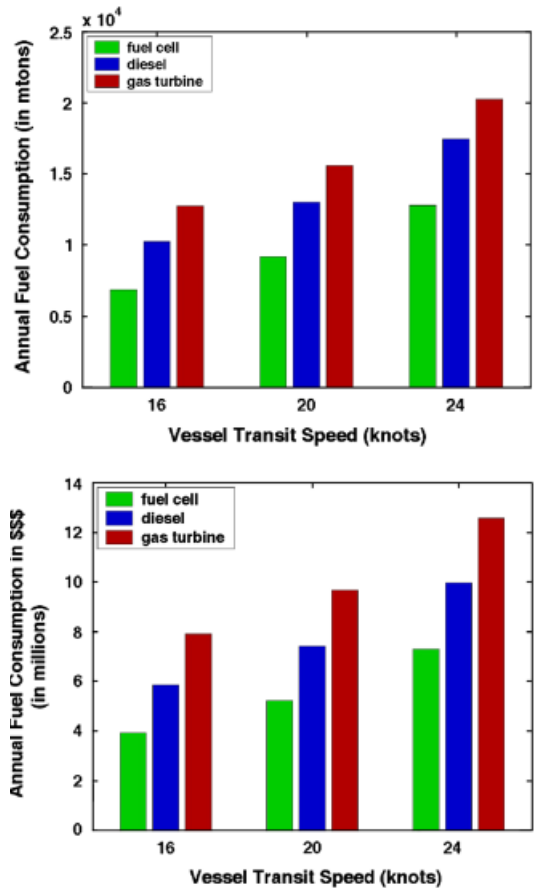 x 10⁴
2.5
2
1.5
1
0.5
0
Annual Fuel Consumption (in mtons)
fuel cell
diesel
gas turbine
16 20 24
Vessel Transit Speed (knots)
14
12
10
8
6
4
2
0
Annual Fuel Consumption in $$$
(in millions)
fuel cell
diesel
gas turbine
16 20 24
Vessel Transit Speed (knots)